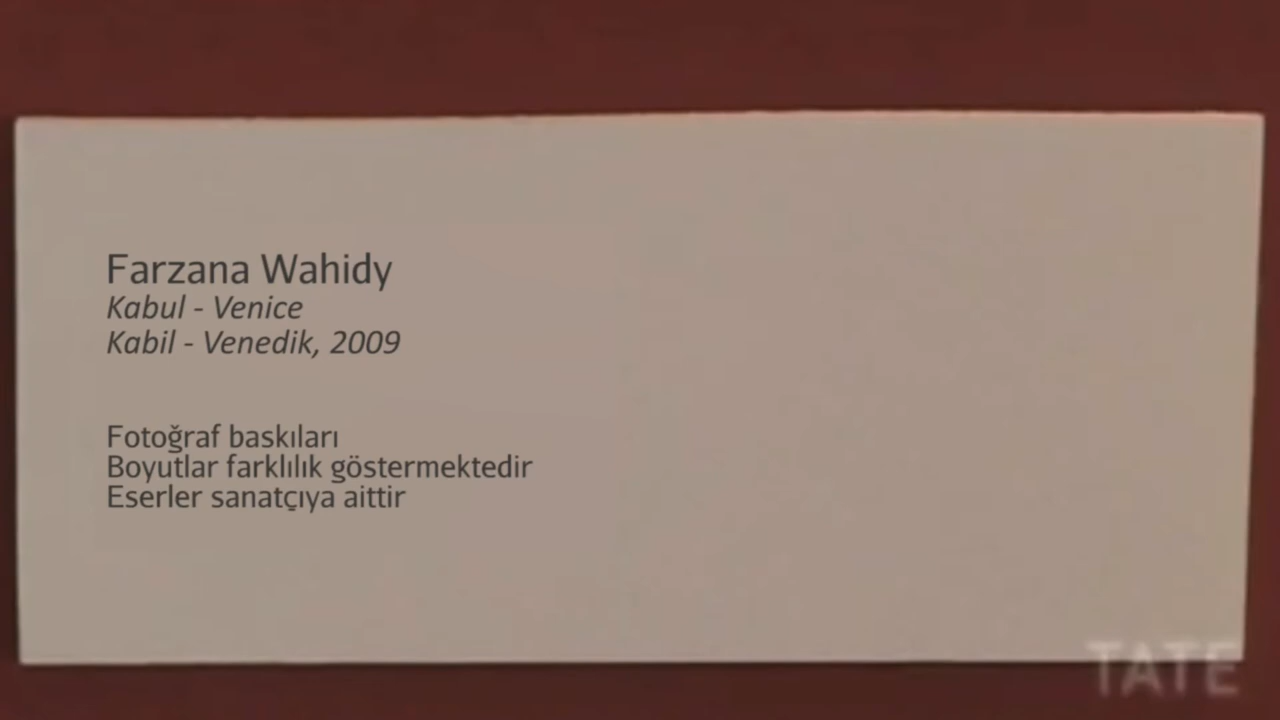 Farzana Wahidy
Kabul - Venice
Kabil - Venedik, 2009
Fotoğraf baskıları
Boyutlar farklılık göstermektedir
Eserler sanatçıya aittir
TATE